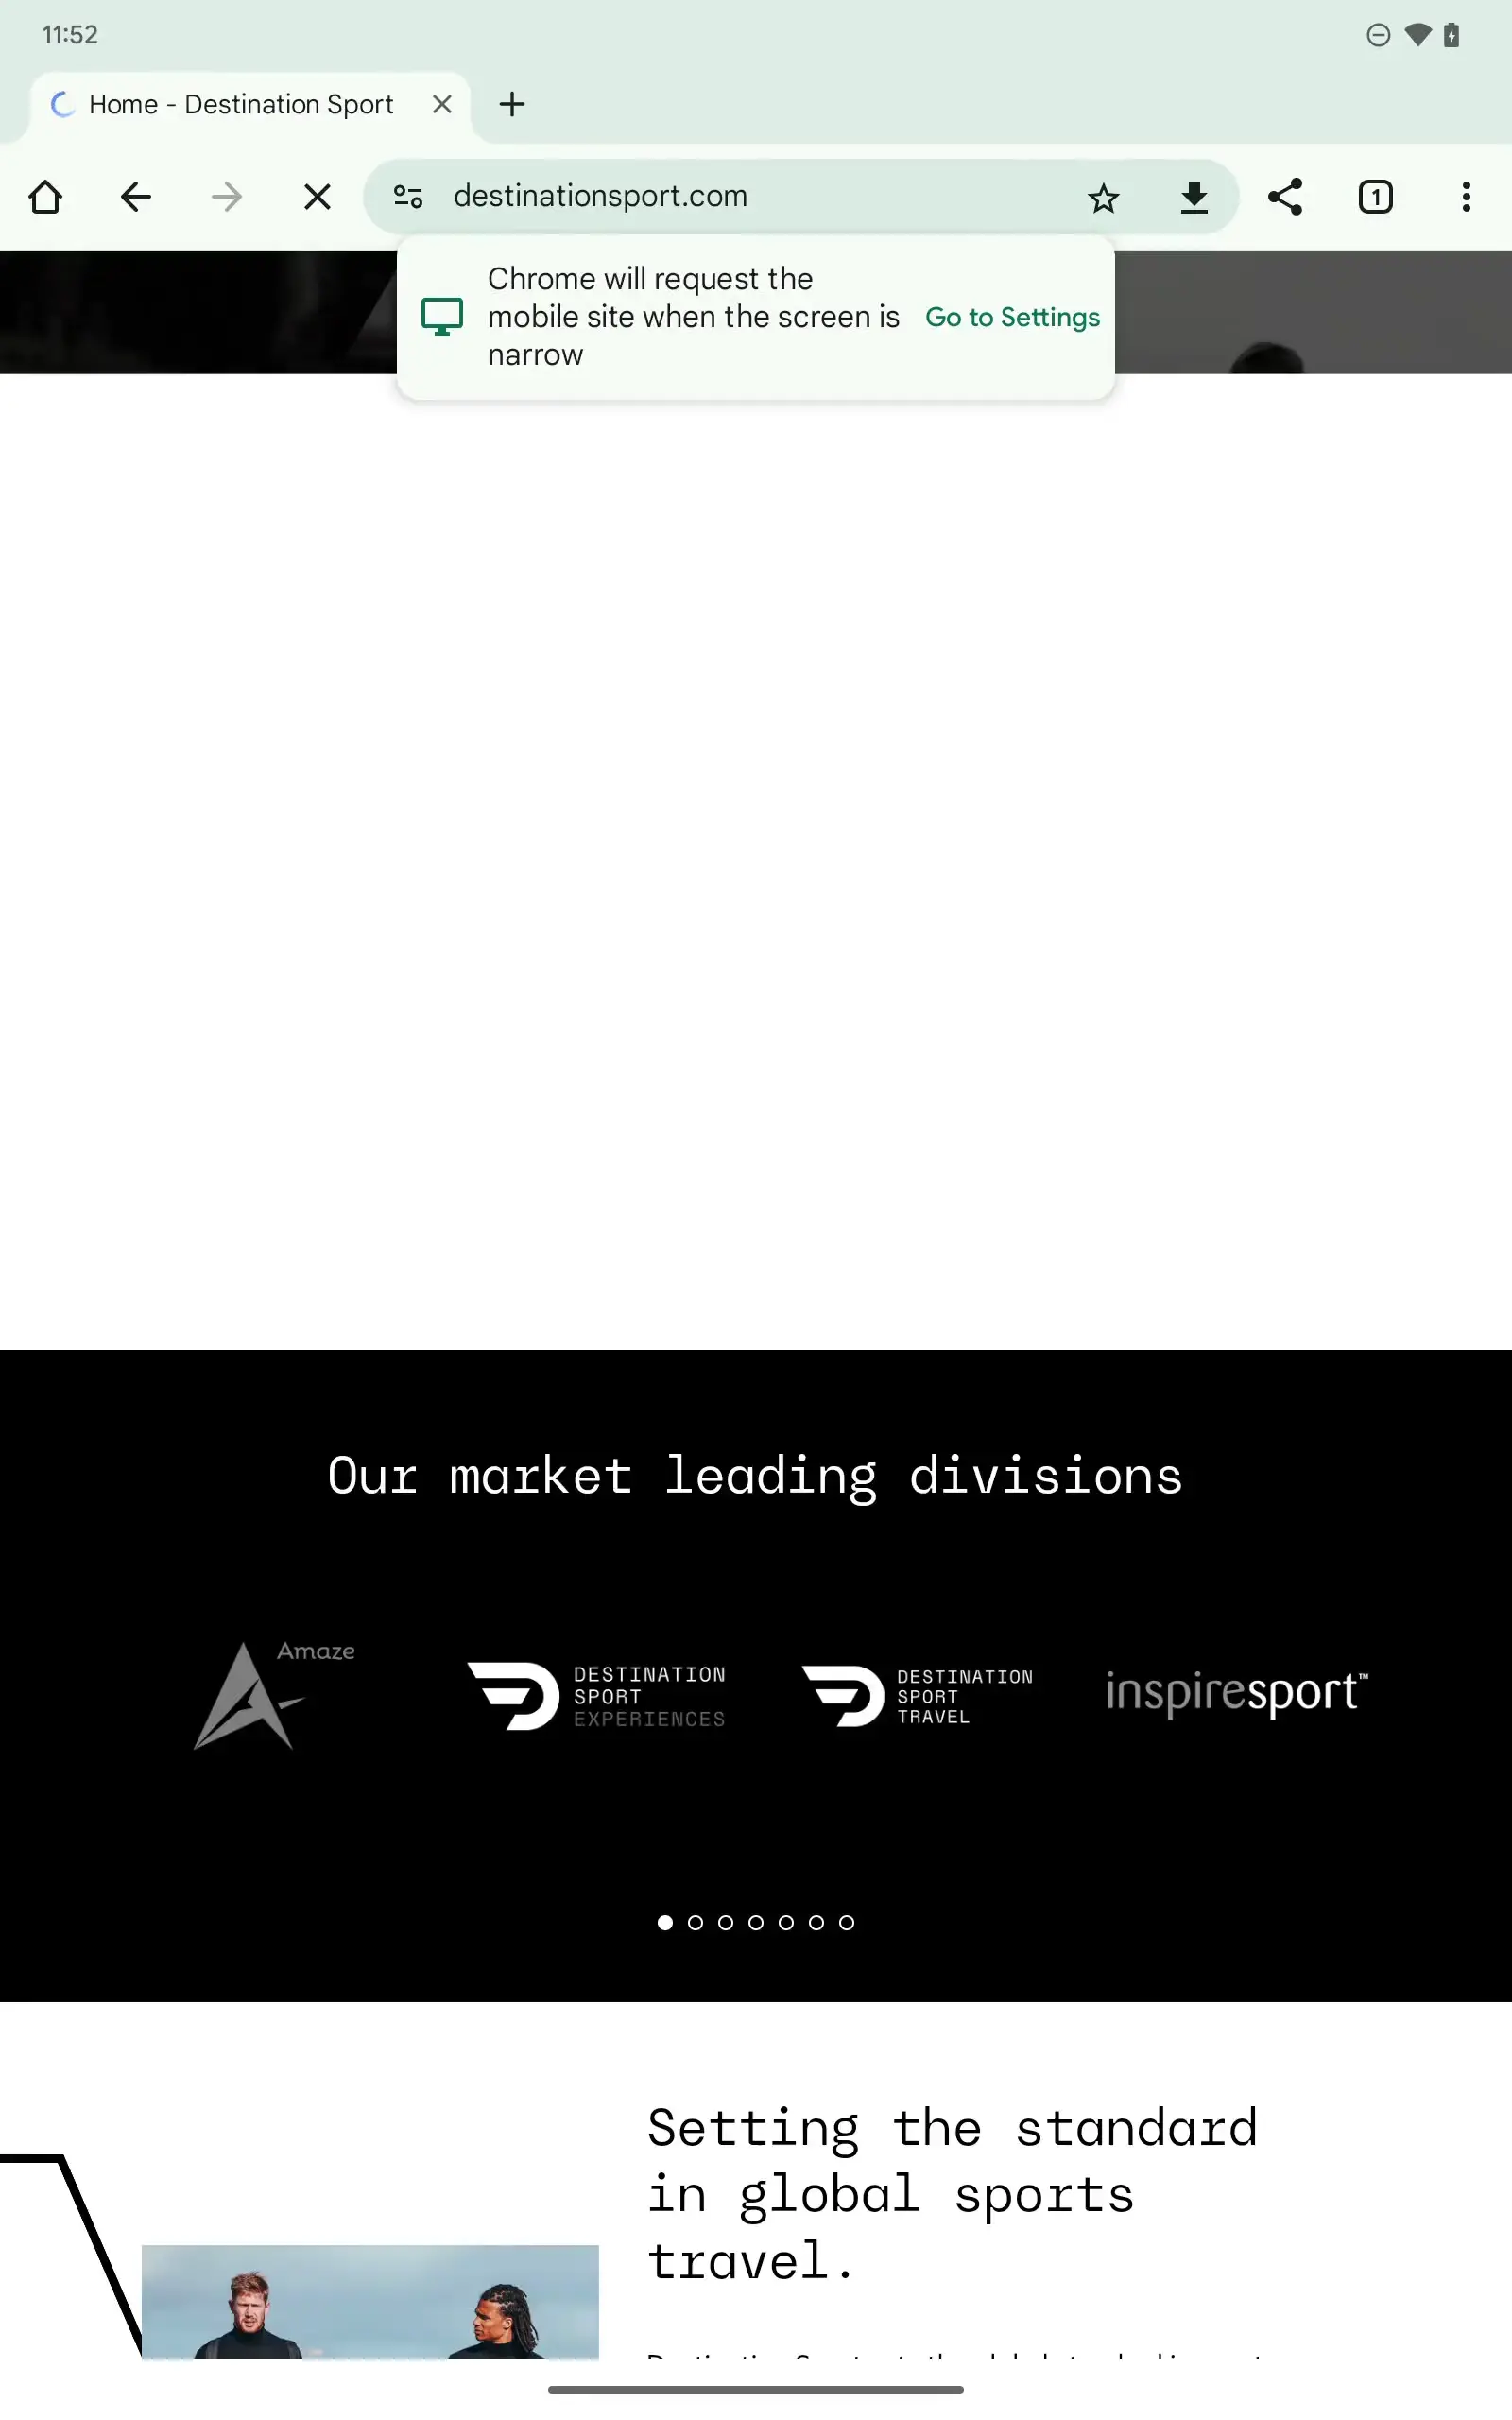 11:52
Home - Destination Sport
destinationsport.com
1
Chrome will request the
mobile site when the screen is
narrow
Go to Settings
Our market leading divisions
Amaze
DESTINATION
SPORT
EXPERIENCES
DESTINATION
SPORT
TRAVEL
inspiresport™
Setting the standard
in global sports
travel.